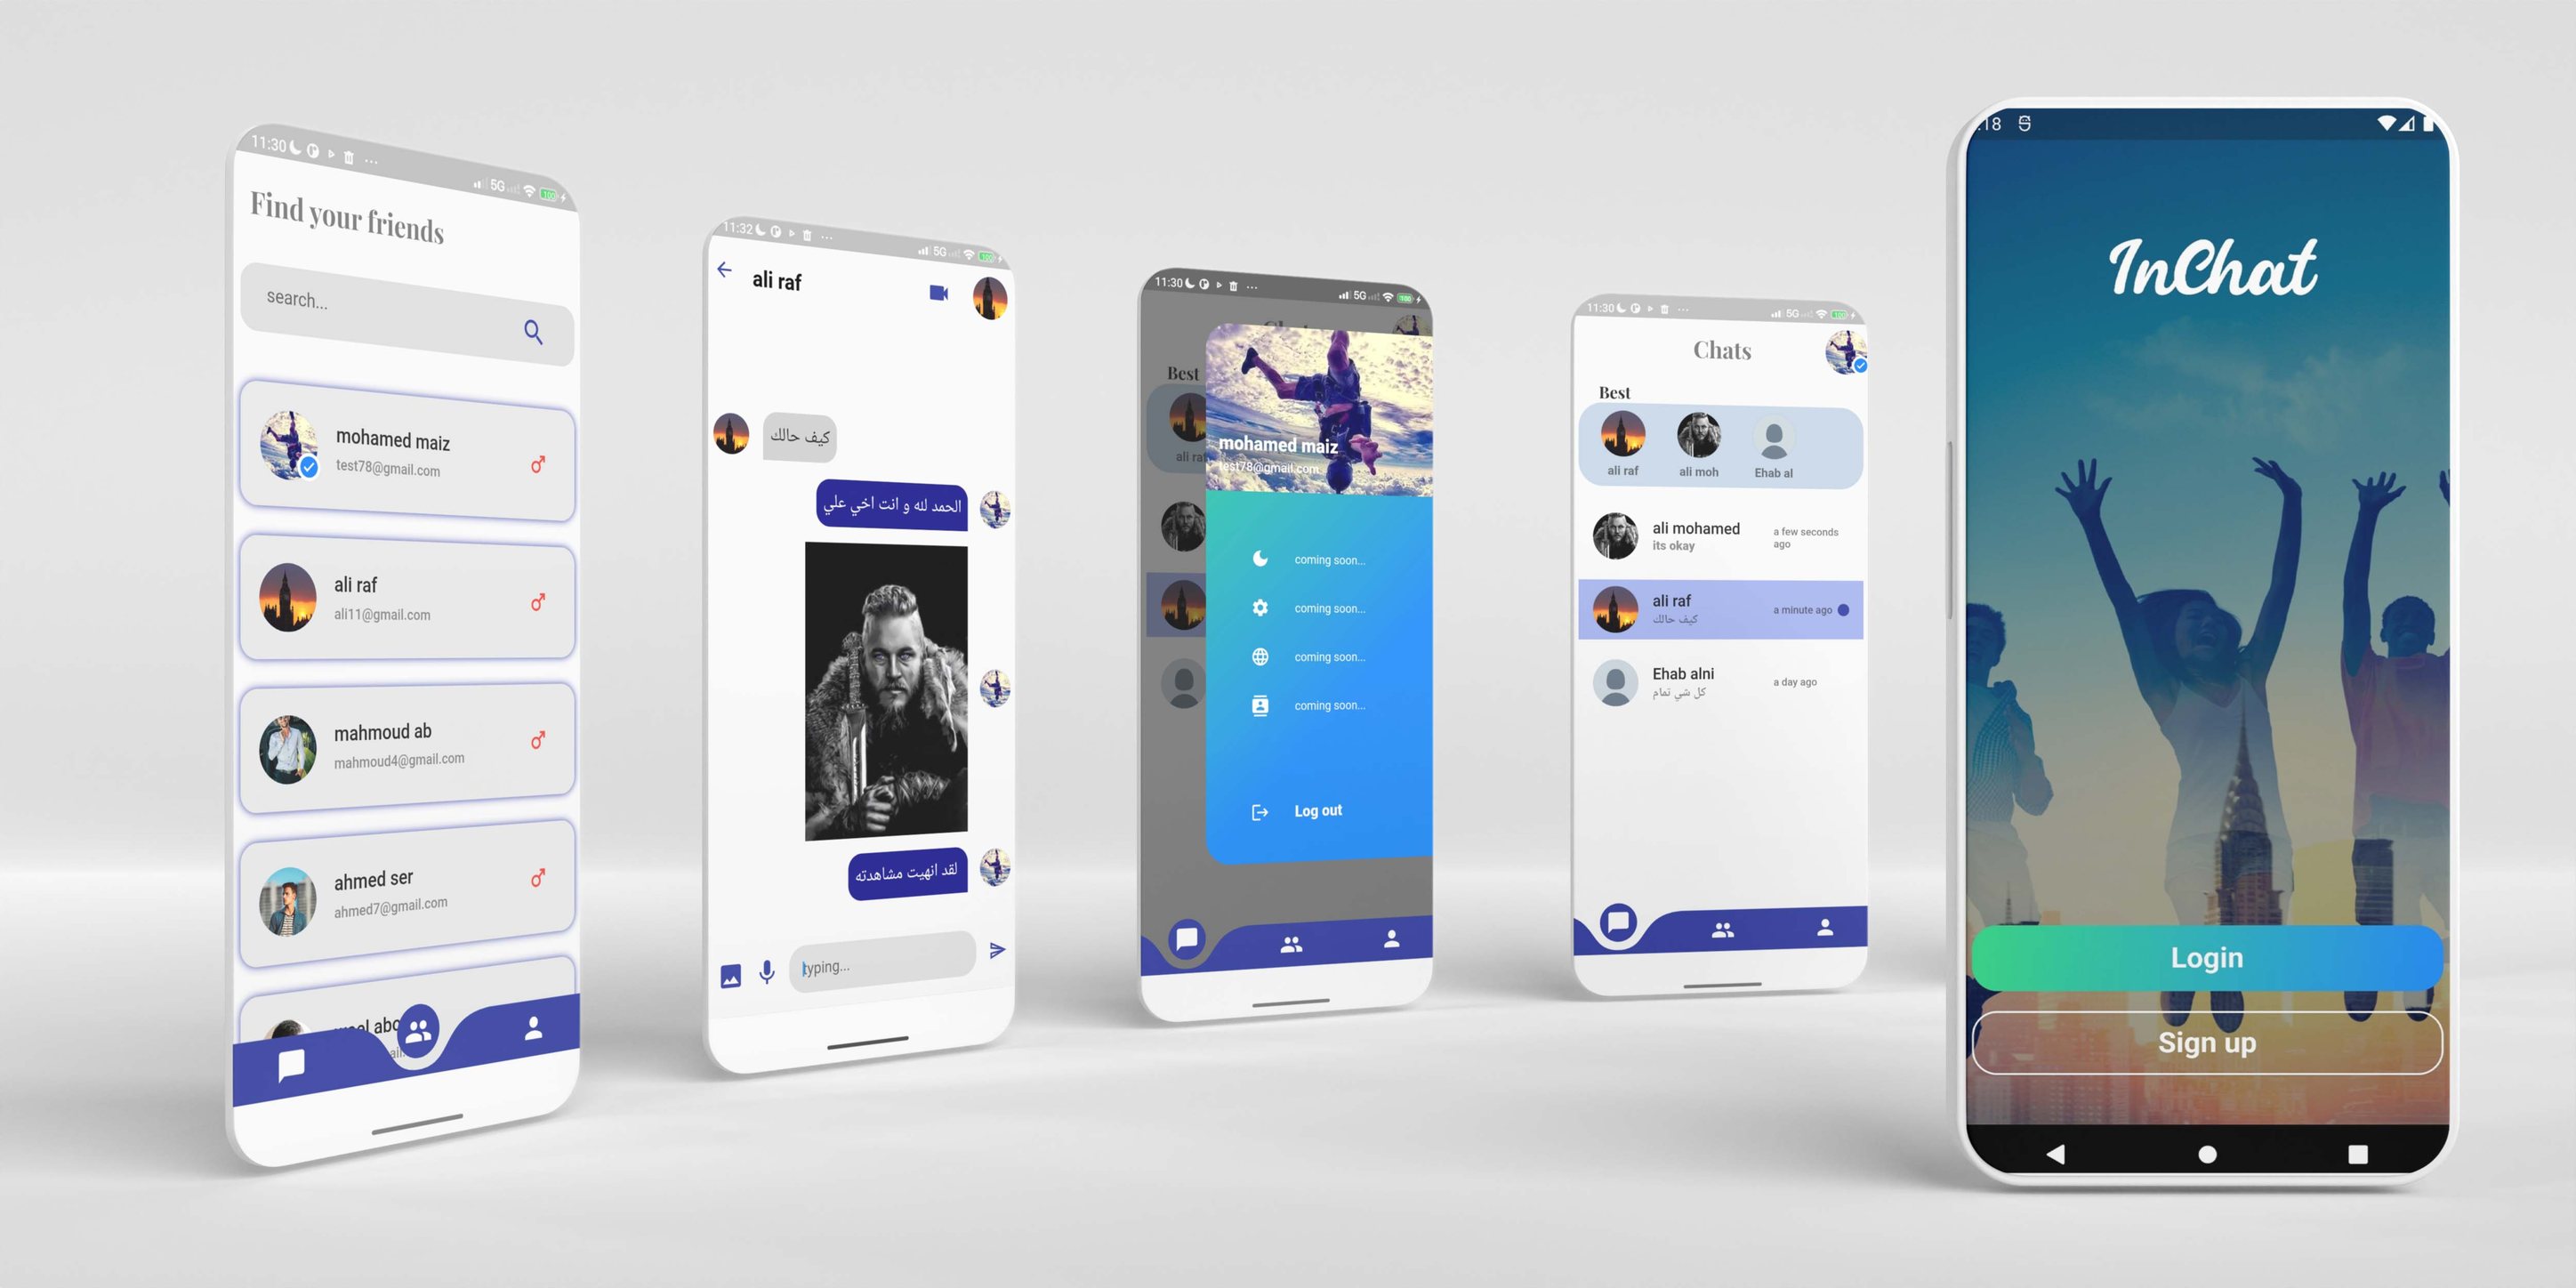 11:30
5G
100
Find your friends
search...
mohamed maiz
test78@gmail.com
ali raf
ali11@gmail.com
mahmoud ab
mahmoud4@gmail.com
ahmed ser
ahmed7@gmail.com
abo
11:32
5G
100
ali raf
كيف حالك
الحمد لله و انت اخي علي
لقد انهيت مشاهدته
typing...
11:30
5G
100
Best
ali raf
mohamed maiz
test78@gmail.com
coming soon...
coming soon...
coming soon...
coming soon...
Log out
11:30
5G
100
Chats
Best
ali raf
ali moh
Ehab al
ali mohamed
a few seconds
ago
its okay
ali raf
a minute ago
كيف حالك
Ehab alni
a day ago
كل شي تمام
:18
InChat
Login
Sign up